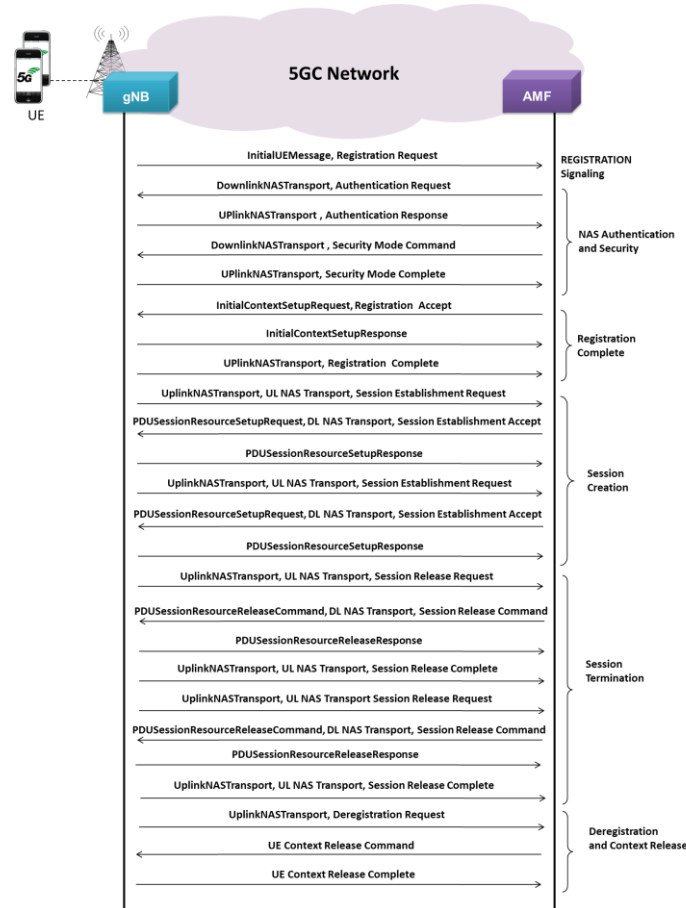 5GC Network
5G
UE
gNB
AMF
InitialUEMessage, Registration Request
REGISTRATION
Signaling
DownlinkNASTransport, Authentication Request
UPlinkNASTransport , Authentication Response
NAS Authentication
and Security
DownlinkNASTransport , Security Mode Command
UPlinkNASTransport, Security Mode Complete
InitialContextSetupRequest, Registration Accept
InitialContextSetupResponse
Registration
Complete
UPlinkNASTransport, Registration Complete
UplinkNASTransport, UL NAS Transport, Session Establishment Request
PDUSessionResourceSetupRequest, DL NAS Transport, Session Establishment Accept
PDUSessionResourceSetupResponse
Session
Creation
UplinkNASTransport, UL NAS Transport, Session Establishment Request
PDUSessionResourceSetupRequest, DL NAS Transport, Session Establishment Accept
PDUSessionResourceSetupResponse
UplinkNASTransport, UL NAS Transport, Session Release Request
PDUSessionResourceReleaseCommand, DL NAS Transport, Session Release Command
PDUSessionResourceReleaseResponse
UplinkNASTransport, UL NAS Transport, Session Release Complete
Session
Termination
UplinkNASTransport, UL NAS Transport Session Release Request
PDUSessionResourceReleaseCommand, DL NAS Transport, Session Release Command
PDUSessionResourceReleaseResponse
UplinkNASTransport, UL NAS Transport, Session Release Complete
UplinkNASTransport, Deregistration Request
Deregistration
and Context Release
UE Context Release Command
UE Context Release Complete